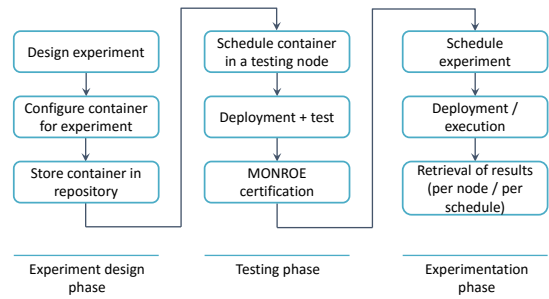 Design experiment
Configure container
for experiment
Store container in
repository
Experiment design
phase
Schedule container
in a testing node
Deployment + test
MONROE
certification
Testing phase
Schedule
experiment
Deployment /
execution
Retrieval of results
(per node / per
schedule)
Experimentation
phase